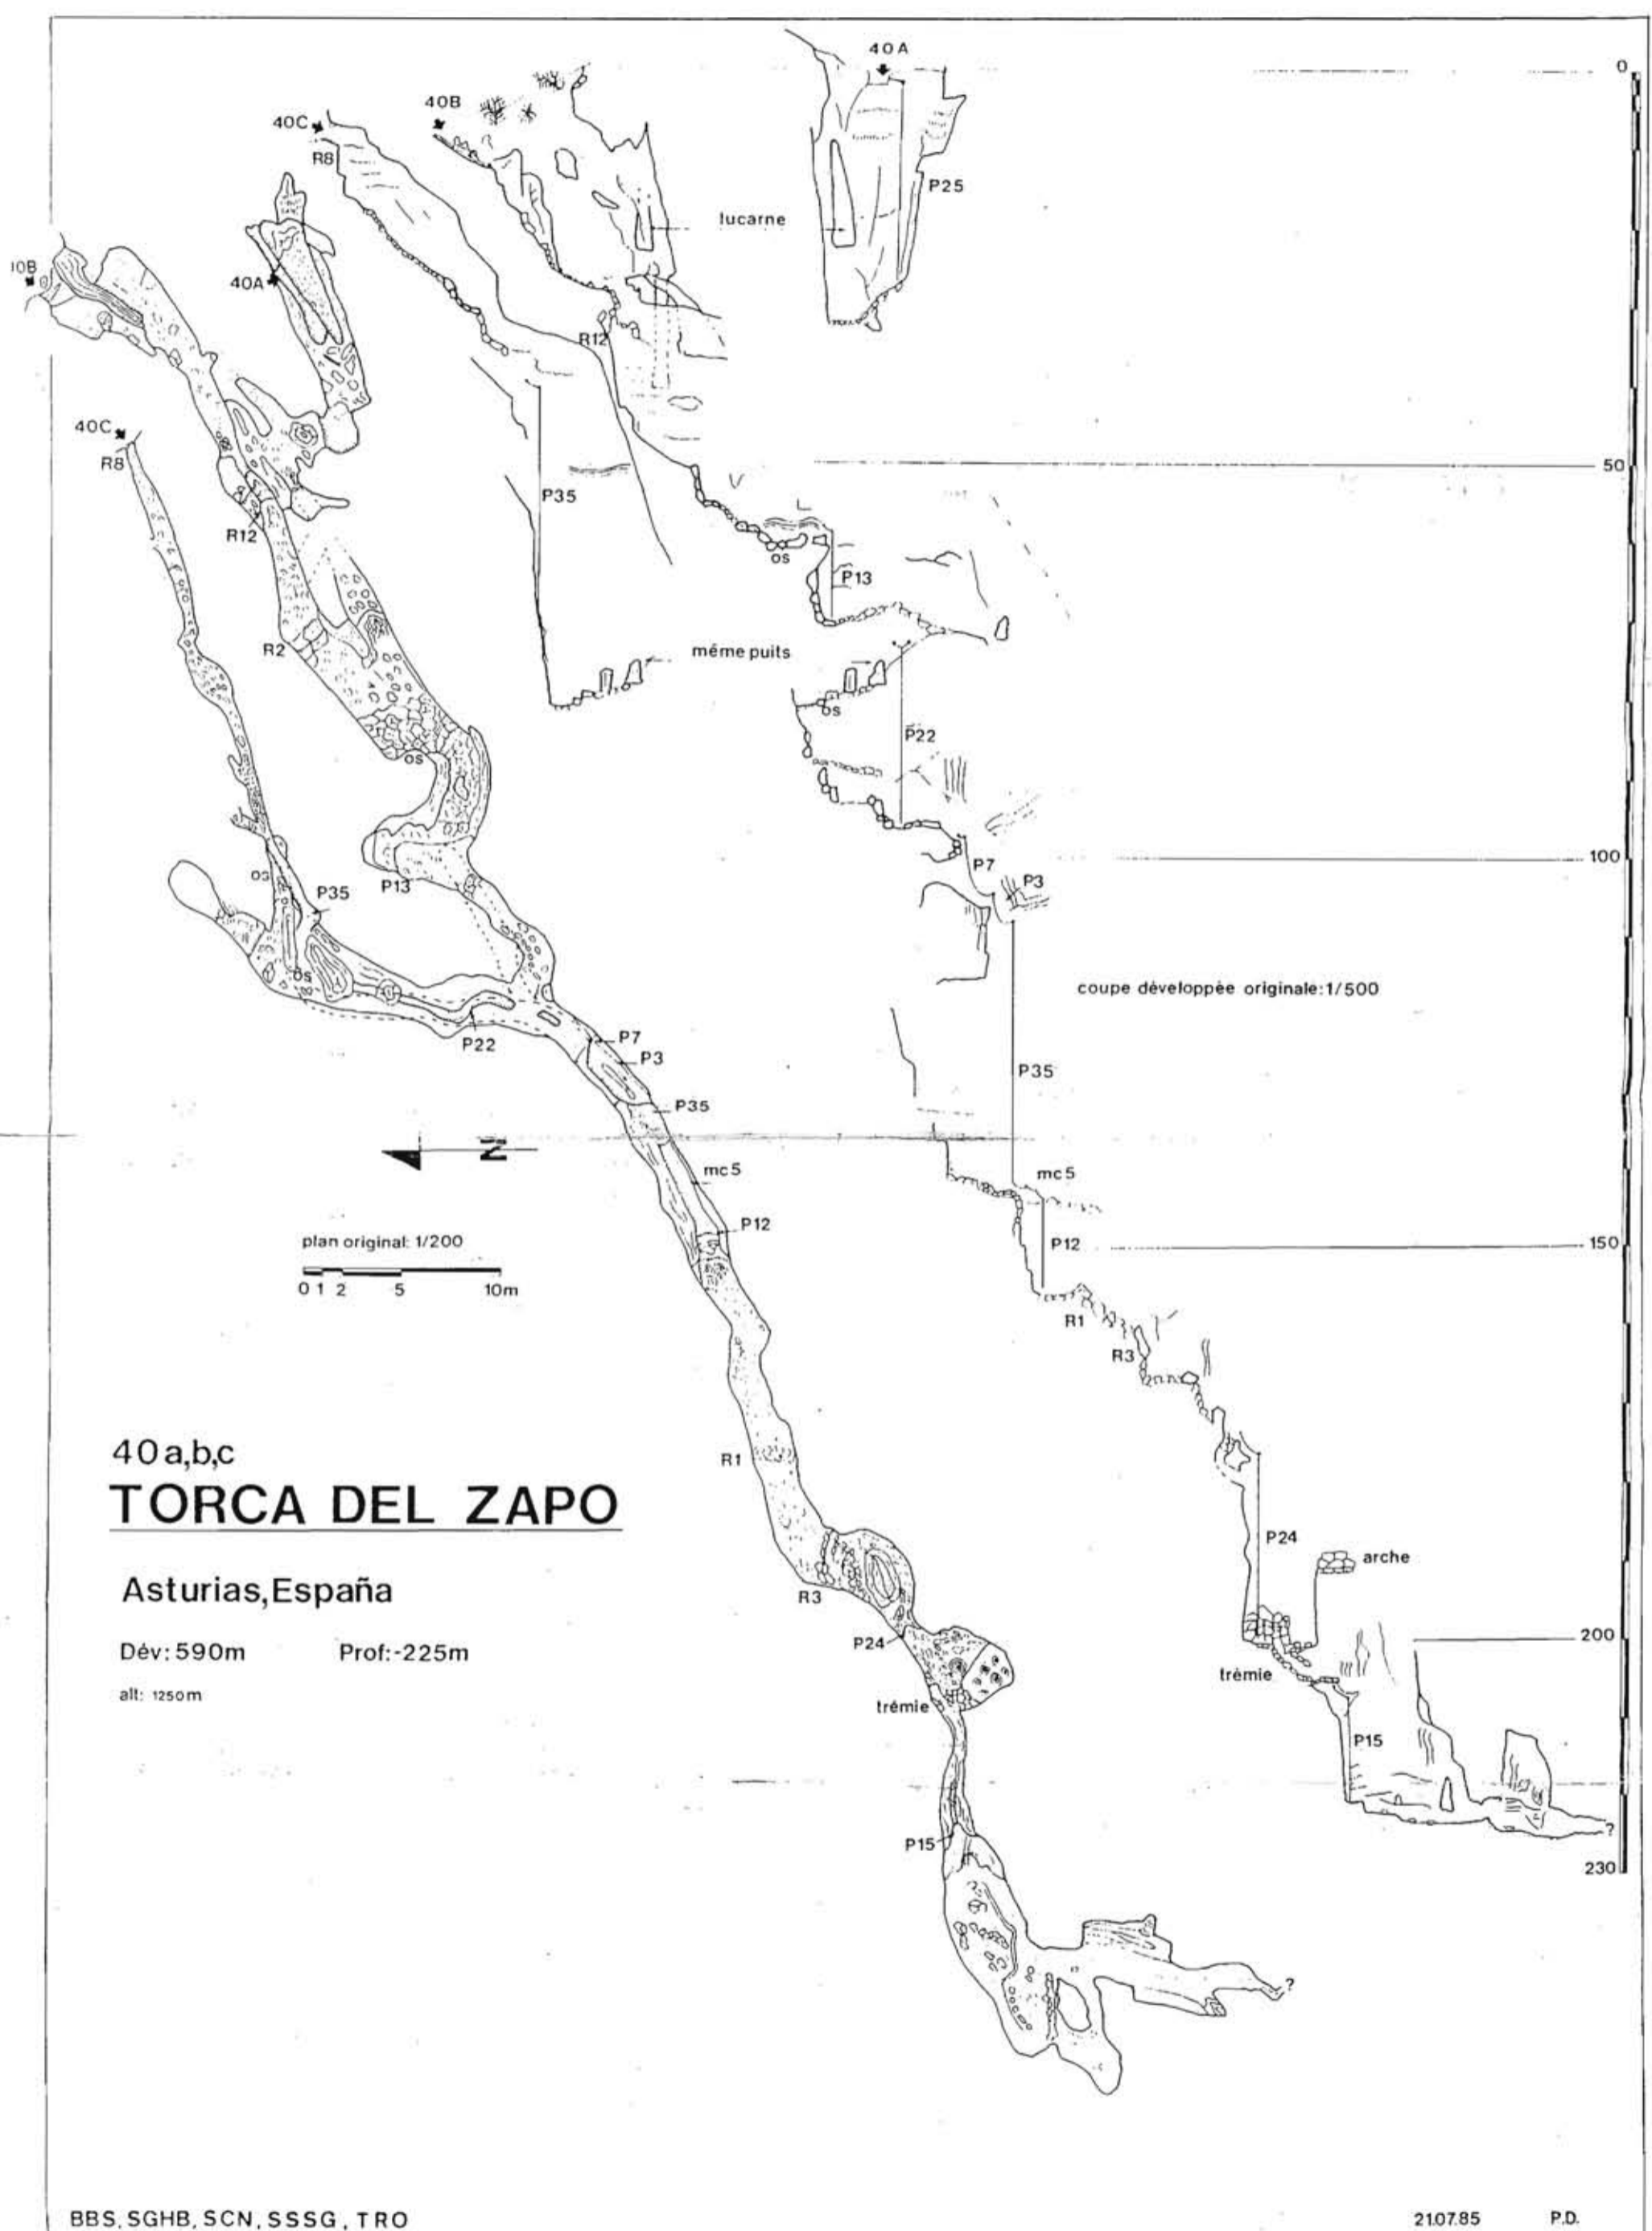 40A
0
40B
40C
R8
P25
lucarne
10B
40A
R12
40C
R8
50
P35
R12
os
P13
R2
même puits
os
P22
os
P13
100
P7
P3
os
P35
os
coupe développèe originale:1/500
P22
P7
P3
P35
P35
N
mc5
mc5
P12
P12
150
plan original: 1/200
0 1 2 5 10m
R1
R3
R1
40a,b,c
TORCA DEL ZAPO
P24
arche
Asturias,España
R3
P24
200
Dév: 590m Prof:-225m
trèmie
alt: 1250m
trémie
P15
?
P15
230
?
BBS, SGHB, SCN, SSSG, TRO
21.07.85 P.D.